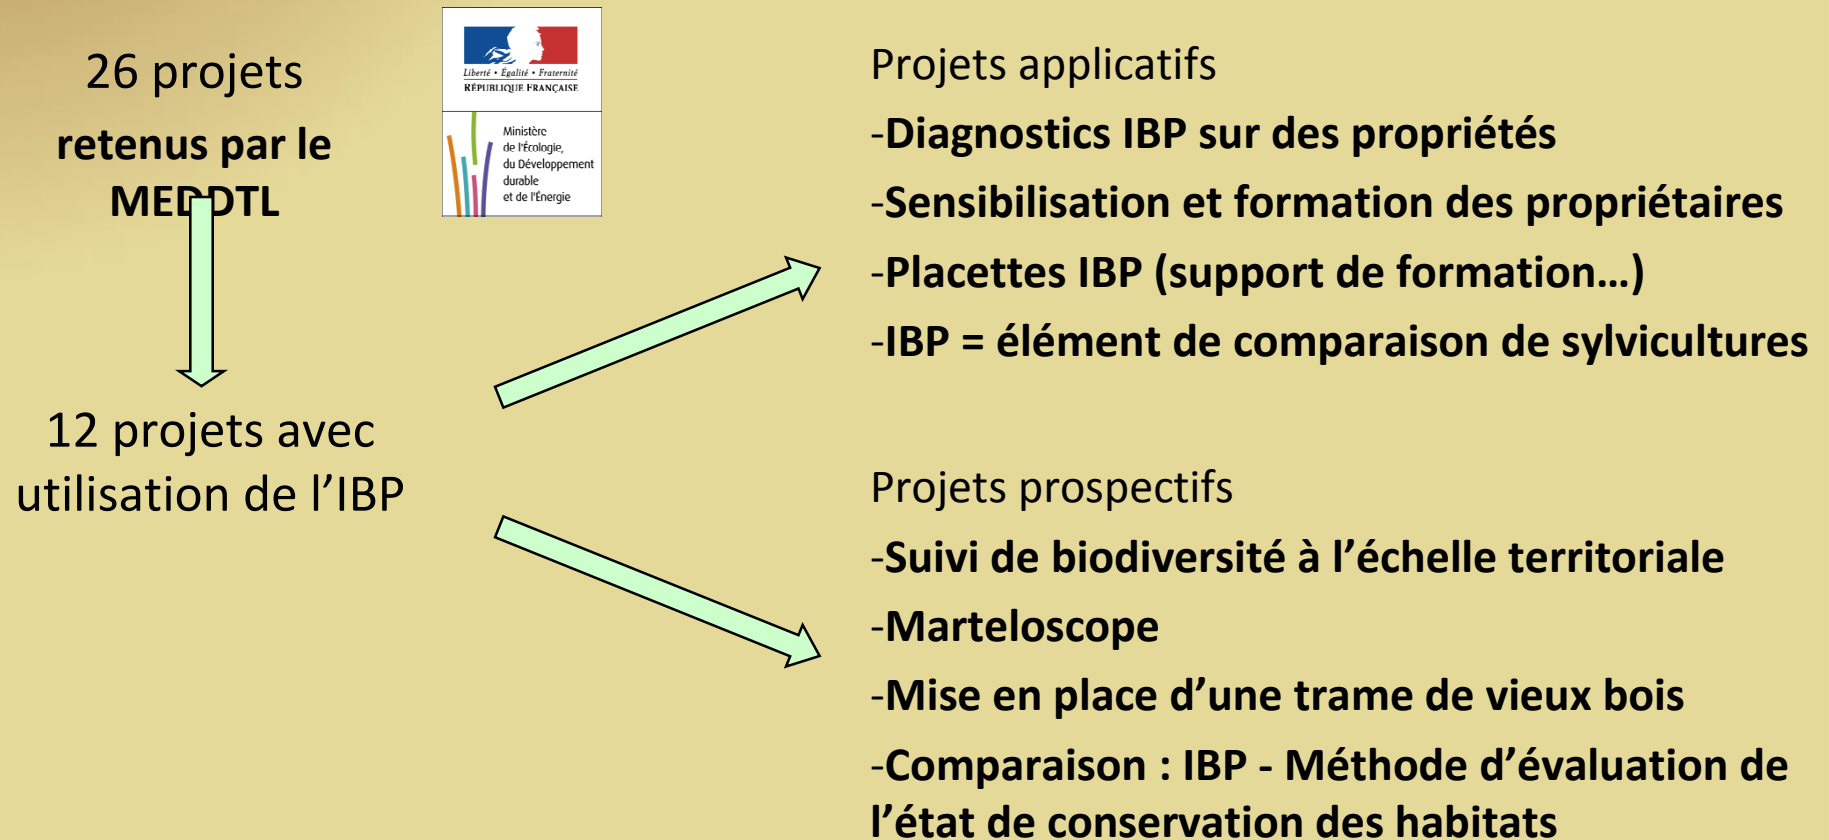 26 projets
retenus par le
MEDDTL
Liberté • Égalité • Fraternité
RÉPUBLIQUE FRANÇAISE
Ministère
de l'Écologie,
du Développement
durable
et de l'Énergie
12 projets avec
utilisation de l’IBP
Projets applicatifs
-Diagnostics IBP sur des propriétés
-Sensibilisation et formation des propriétaires
-Placettes IBP (support de formation…)
-IBP = élément de comparaison de sylvicultures
Projets prospectifs
-Suivi de biodiversité à l’échelle territoriale
-Marteloscope
-Mise en place d’une trame de vieux bois
-Comparaison : IBP - Méthode d’évaluation de
l’état de conservation des habitats